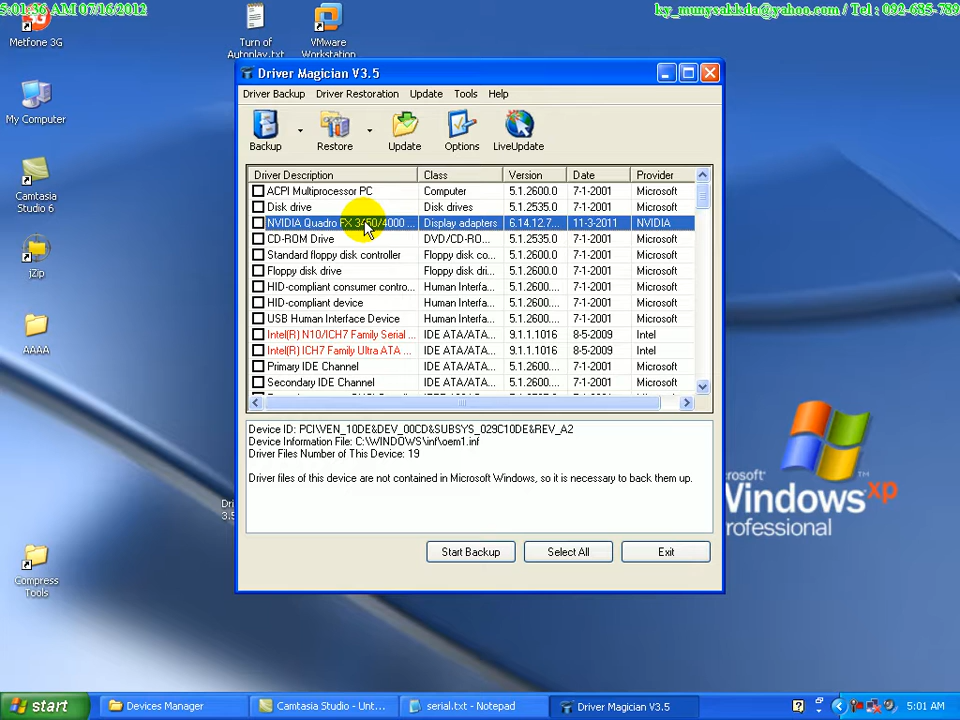 5:01:36 AM 07/16/2012
ky_munysakkda@yahoo.com / Tel : 092-685-789
Metfone 3G
Turn of
Autoplay.txt
VMware
Workstation
My Computer
Camtasia
Studio 6
jZip
AAAA
Compress
Tools
Dri
3.5
Driver Magician V3.5
Driver Backup Driver Restoration Update Tools Help
Backup Restore Update Options LiveUpdate
Driver Description Class Version Date Provider
ACPI Multiprocessor PC Computer 5.1.2600.0 7-1-2001 Microsoft
Disk drive Disk drives 5.1.2535.0 7-1-2001 Microsoft
NVIDIA Quadro FX 3450/4000 ... Display adapters 6.14.12.7... 11-3-2011 NVIDIA
CD-ROM Drive DVD/CD-RO... 5.1.2535.0 7-1-2001 Microsoft
Standard floppy disk controller Floppy disk co... 5.1.2600.... 7-1-2001 Microsoft
Floppy disk drive Floppy disk dri... 5.1.2600.... 7-1-2001 Microsoft
HID-compliant consumer contro... Human Interfa... 5.1.2600.... 7-1-2001 Microsoft
HID-compliant device Human Interfa... 5.1.2600.... 7-1-2001 Microsoft
USB Human Interface Device Human Interfa... 5.1.2600.... 7-1-2001 Microsoft
Intel(R) N10/ICH7 Family Serial ... IDE ATA/ATA... 9.1.1.1016 8-5-2009 Intel
Intel(R) ICH7 Family Ultra ATA ... IDE ATA/ATA... 9.1.1.1016 8-5-2009 Intel
Primary IDE Channel IDE ATA/ATA... 5.1.2600.... 7-1-2001 Microsoft
Secondary IDE Channel IDE ATA/ATA... 5.1.2600.... 7-1-2001 Microsoft
Device ID: PCI\VEN_10DE&DEV_00CD&SUBSYS_029C10DE&REV_A2
Device Information File: C:\WINDOWS\inf\oem1.inf
Driver Files Number of This Device: 19
Driver files of this device are not contained in Microsoft Windows, so it is necessary to back them up.
Start Backup Select All Exit
Microsoft
Windows xp
Professional
start Devices Manager Camtasia Studio - Unt... serial.txt - Notepad Driver Magician V3.5 5:01 AM